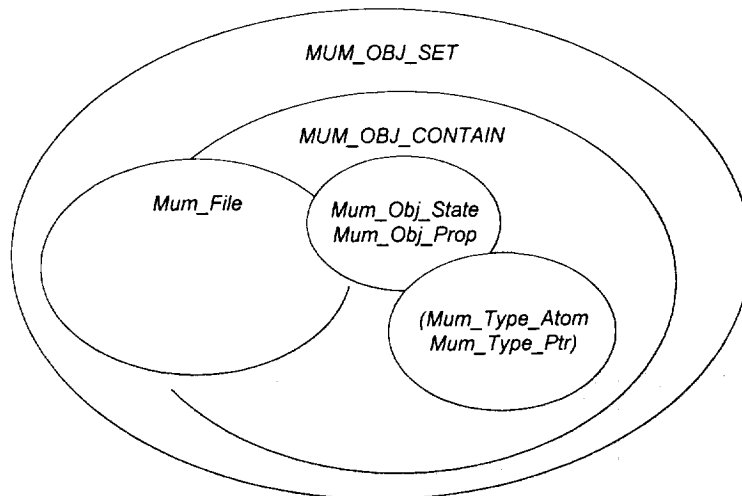 MUM_OBJ_SET
MUM_OBJ_CONTAIN
Mum_File
Mum_Obj_State
Mum_Obj_Prop
(Mum_Type_Atom
Mum_Type_Ptr)